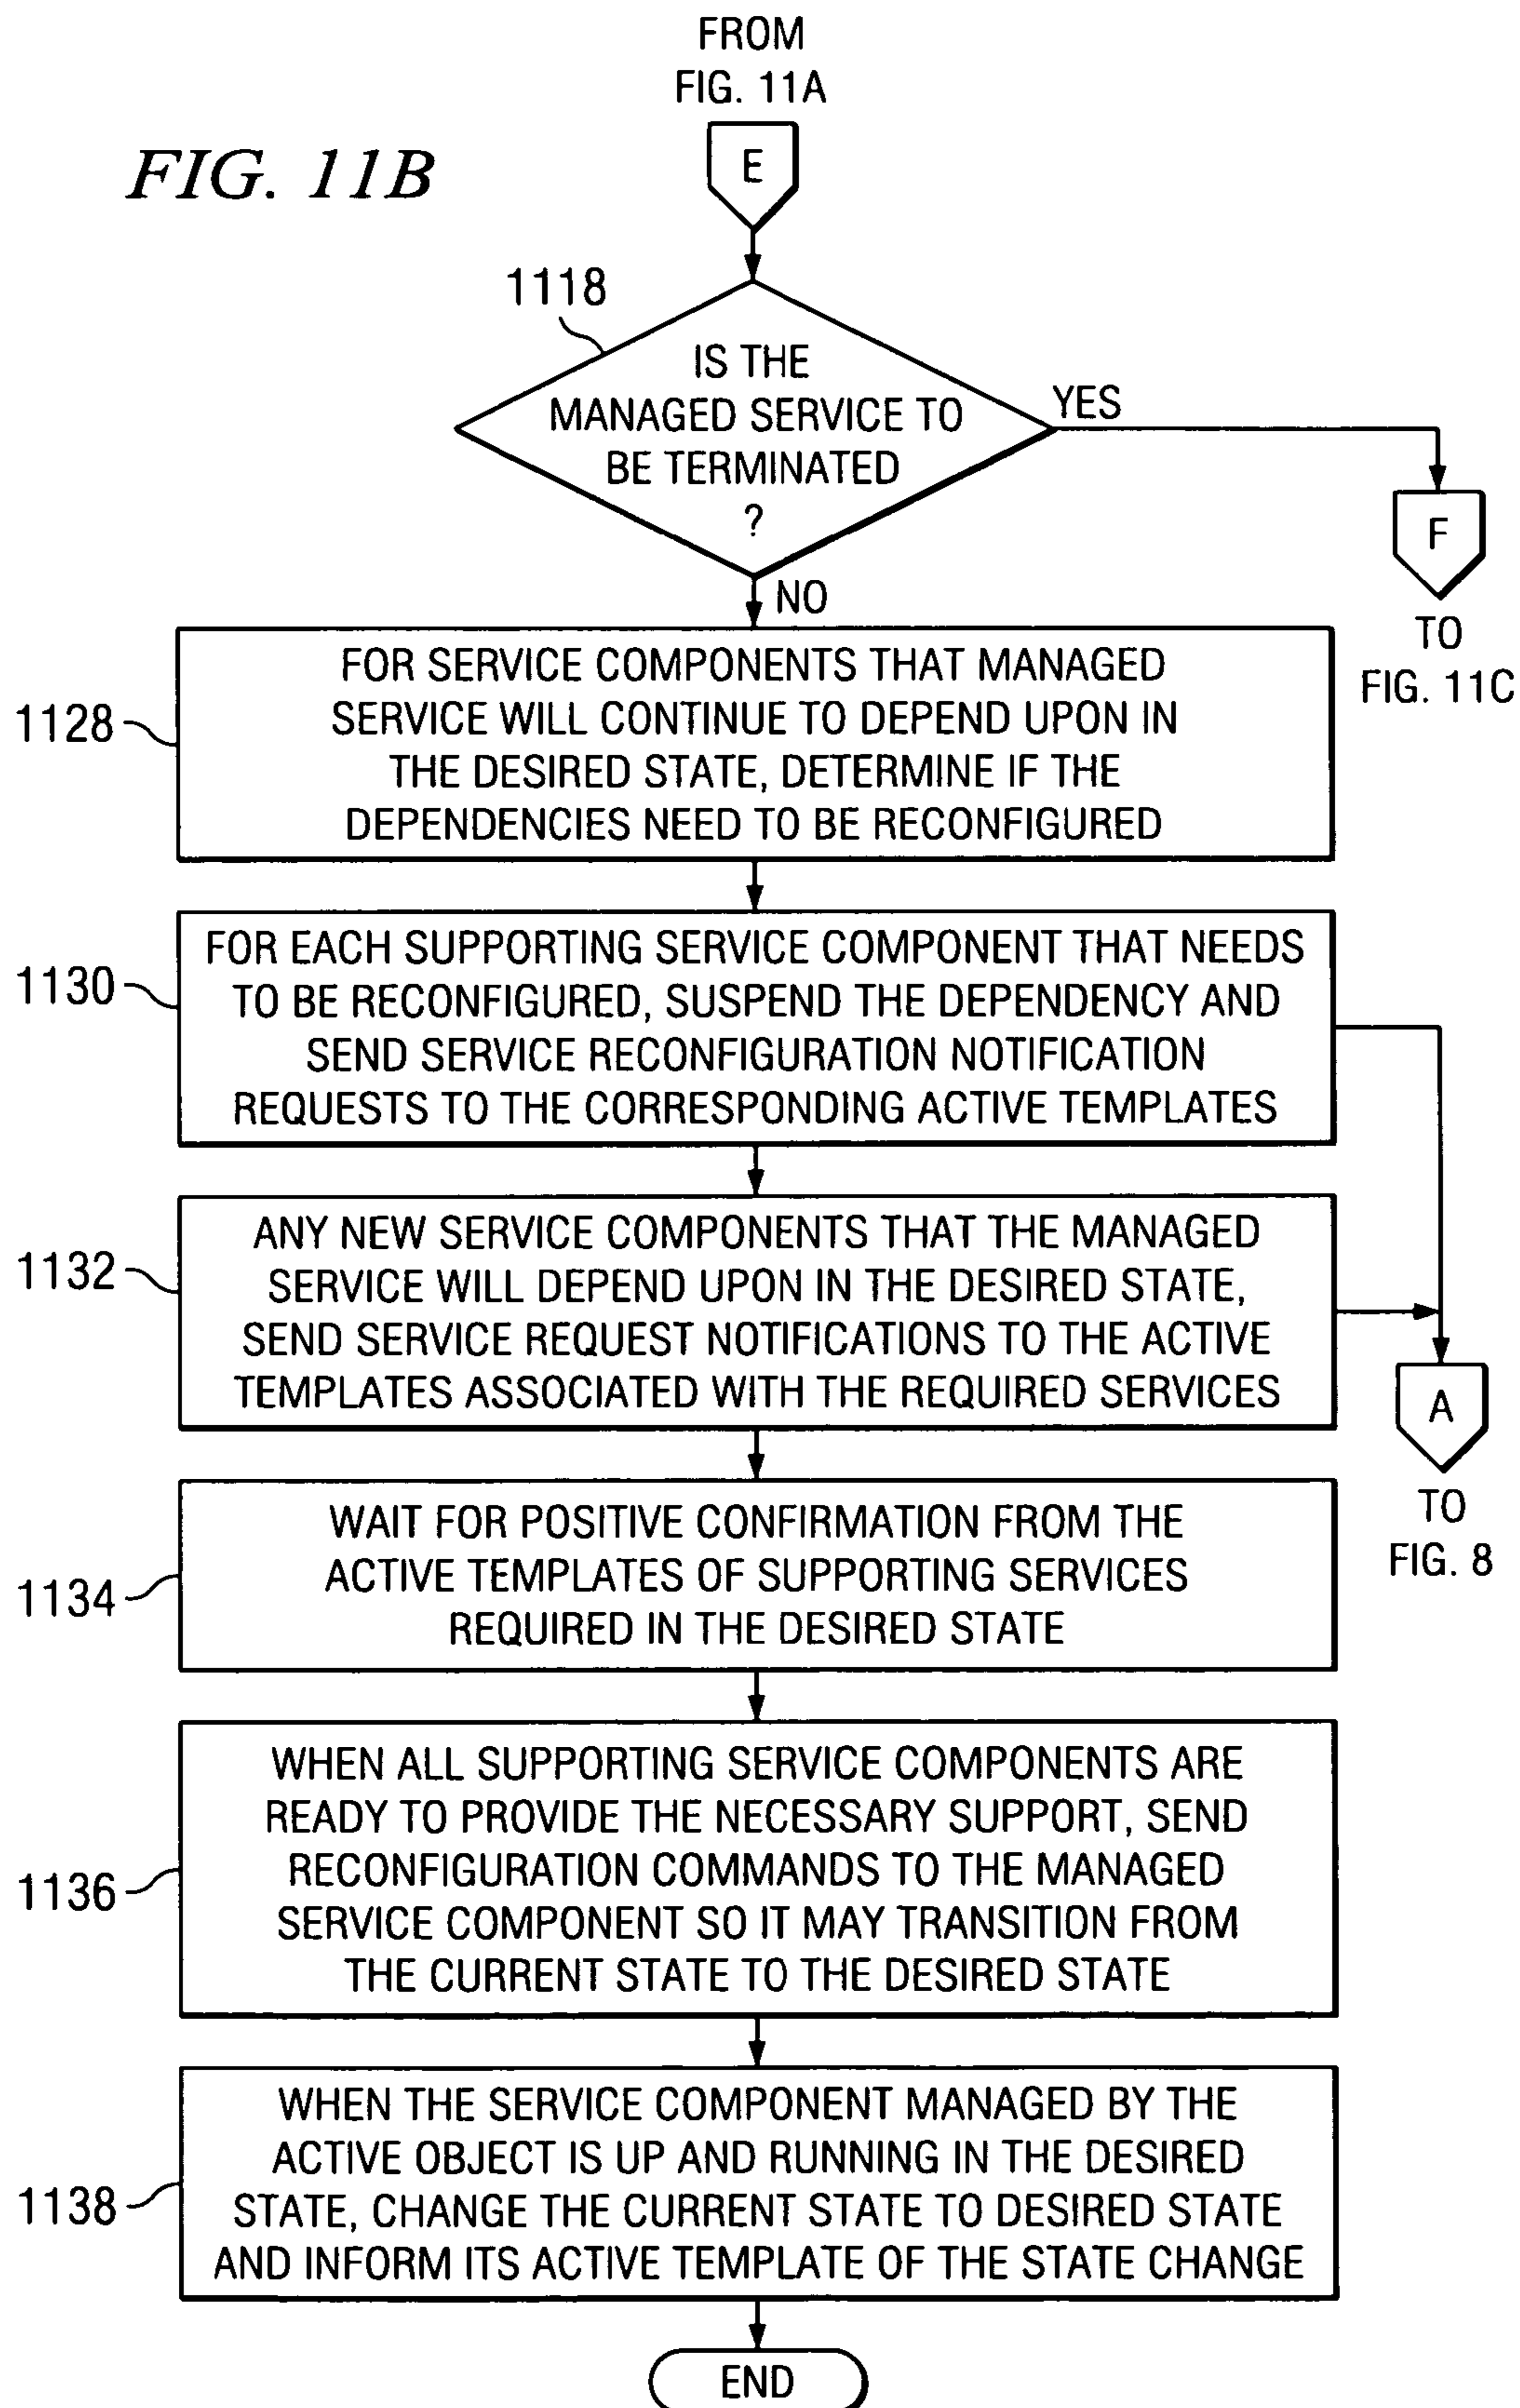 FROM
FIG. 11A
FIG. 11B
E
1118
IS THE
MANAGED SERVICE TO
BE TERMINATED
?
YES
F
TO
FIG. 11C
NO
FOR SERVICE COMPONENTS THAT MANAGED
SERVICE WILL CONTINUE TO DEPEND UPON IN
THE DESIRED STATE, DETERMINE IF THE
DEPENDENCIES NEED TO BE RECONFIGURED
1128
FOR EACH SUPPORTING SERVICE COMPONENT THAT NEEDS
TO BE RECONFIGURED, SUSPEND THE DEPENDENCY AND
SEND SERVICE RECONFIGURATION NOTIFICATION
REQUESTS TO THE CORRESPONDING ACTIVE TEMPLATES
1130
ANY NEW SERVICE COMPONENTS THAT THE MANAGED
SERVICE WILL DEPEND UPON IN THE DESIRED STATE,
SEND SERVICE REQUEST NOTIFICATIONS TO THE ACTIVE
TEMPLATES ASSOCIATED WITH THE REQUIRED SERVICES
1132
A
TO
FIG. 8
WAIT FOR POSITIVE CONFIRMATION FROM THE
ACTIVE TEMPLATES OF SUPPORTING SERVICES
REQUIRED IN THE DESIRED STATE
1134
WHEN ALL SUPPORTING SERVICE COMPONENTS ARE
READY TO PROVIDE THE NECESSARY SUPPORT, SEND
RECONFIGURATION COMMANDS TO THE MANAGED
SERVICE COMPONENT SO IT MAY TRANSITION FROM
THE CURRENT STATE TO THE DESIRED STATE
1136
WHEN THE SERVICE COMPONENT MANAGED BY THE
ACTIVE OBJECT IS UP AND RUNNING IN THE DESIRED
STATE, CHANGE THE CURRENT STATE TO DESIRED STATE
AND INFORM ITS ACTIVE TEMPLATE OF THE STATE CHANGE
1138
END